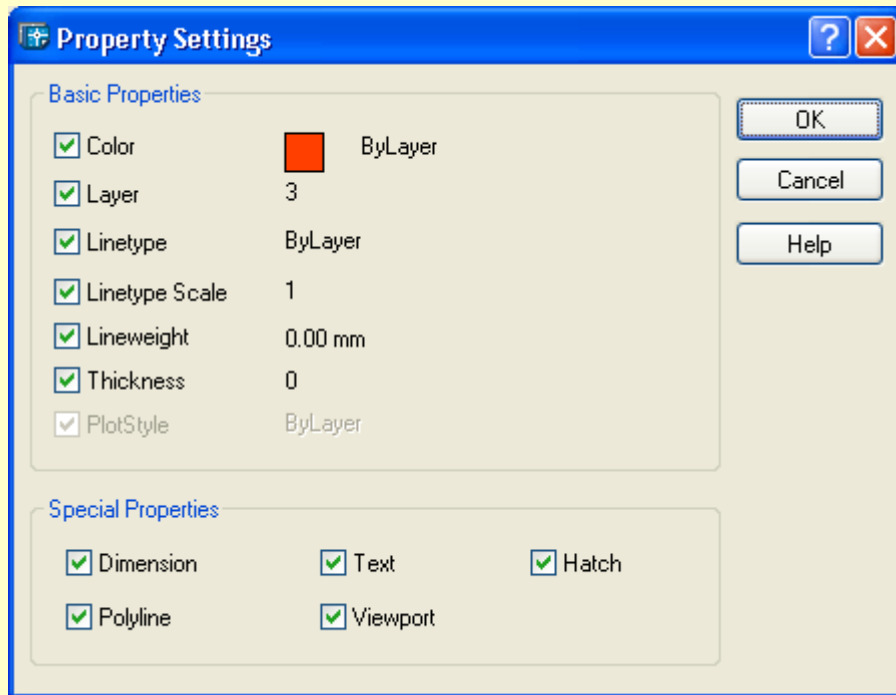 Property Settings
Basic Properties
Color ByLayer
Layer 3
Linetype ByLayer
Linetype Scale 1
Lineweight 0.00 mm
Thickness 0
PlotStyle ByLayer
OK
Cancel
Help
Special Properties
Dimension Text Hatch
Polyline Viewport